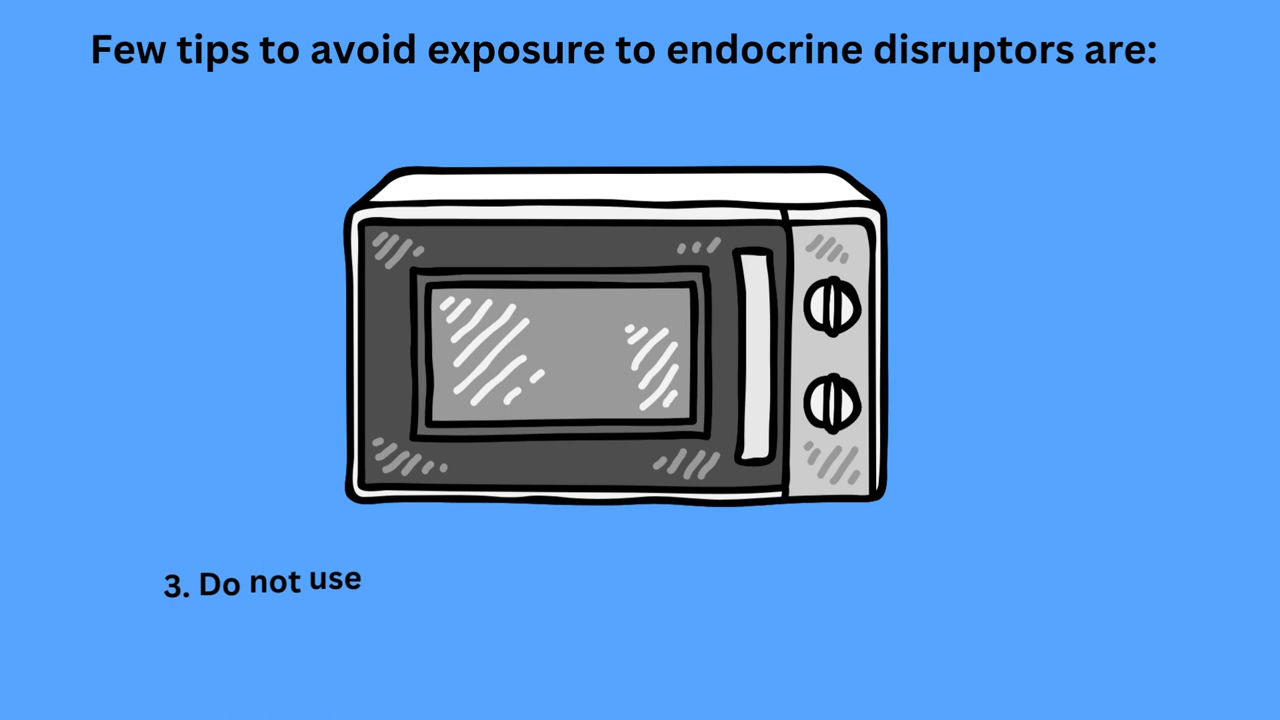 Few tips to avoid exposure to endocrine disruptors are:
3. Do not use